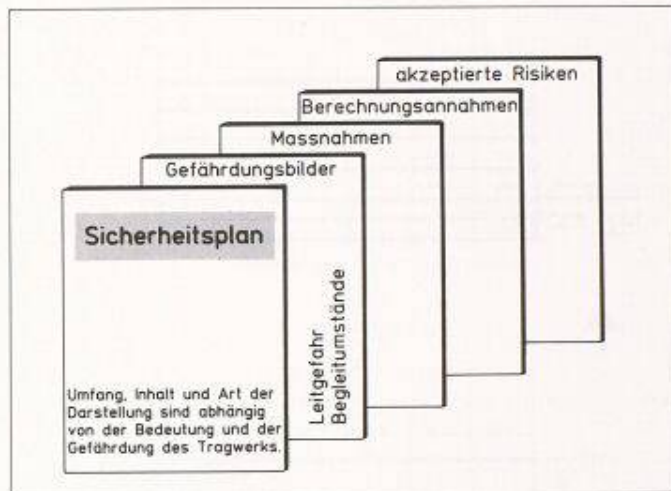 akzeptierte Risiken
Berechnungsannahmen
Massnahmen
Gefährdungsbilder
Sicherheitsplan
Leitgefahr
Begleitumstände
Umfang, Inhalt und Art der
Darstellung sind abhängig
von der Bedeutung und der
Gefährdung des Tragwerks.